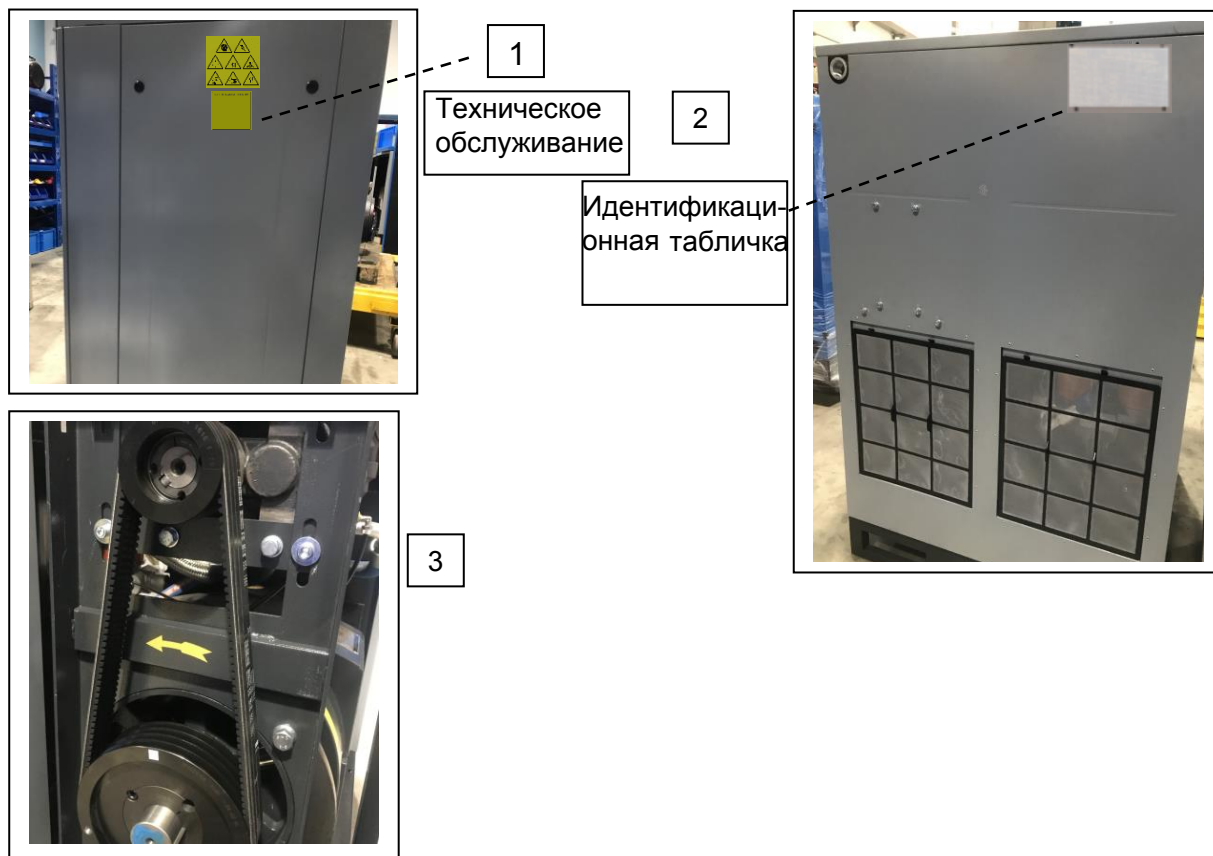 1
Техническое
обслуживание
2
Идентификаци-
онная табличка
3